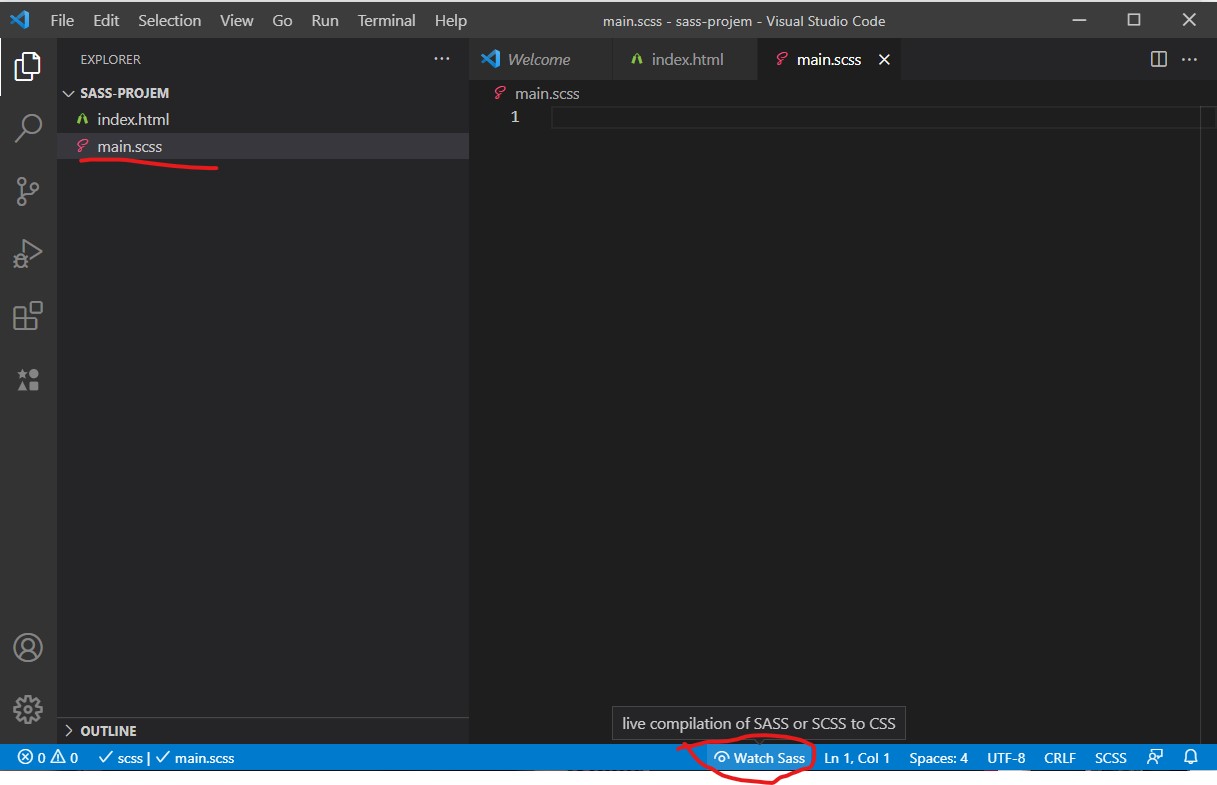 File Edit Selection View Go Run Terminal Help main.scss - sass-projem - Visual Studio Code
EXPLORER
SASS-PROJEM
index.html
main.scss
OUTLINE
Welcome index.html main.scss
main.scss
1
live compilation of SASS or SCSS to CSS
0 0 scss | main.scss Watch Sass Ln 1, Col 1 Spaces: 4 UTF-8 CRLF SCSS